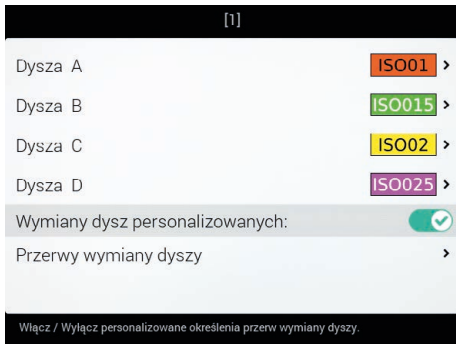 [1]
Dysza A ISO01 >
Dysza B ISO015 >
Dysza C ISO02 >
Dysza D ISO025 >
Wymiany dysz personalizowanych:
Przerwy wymiany dyszy >
Włącz / Wyłącz personalizowane określenia przerw wymiany dyszy.